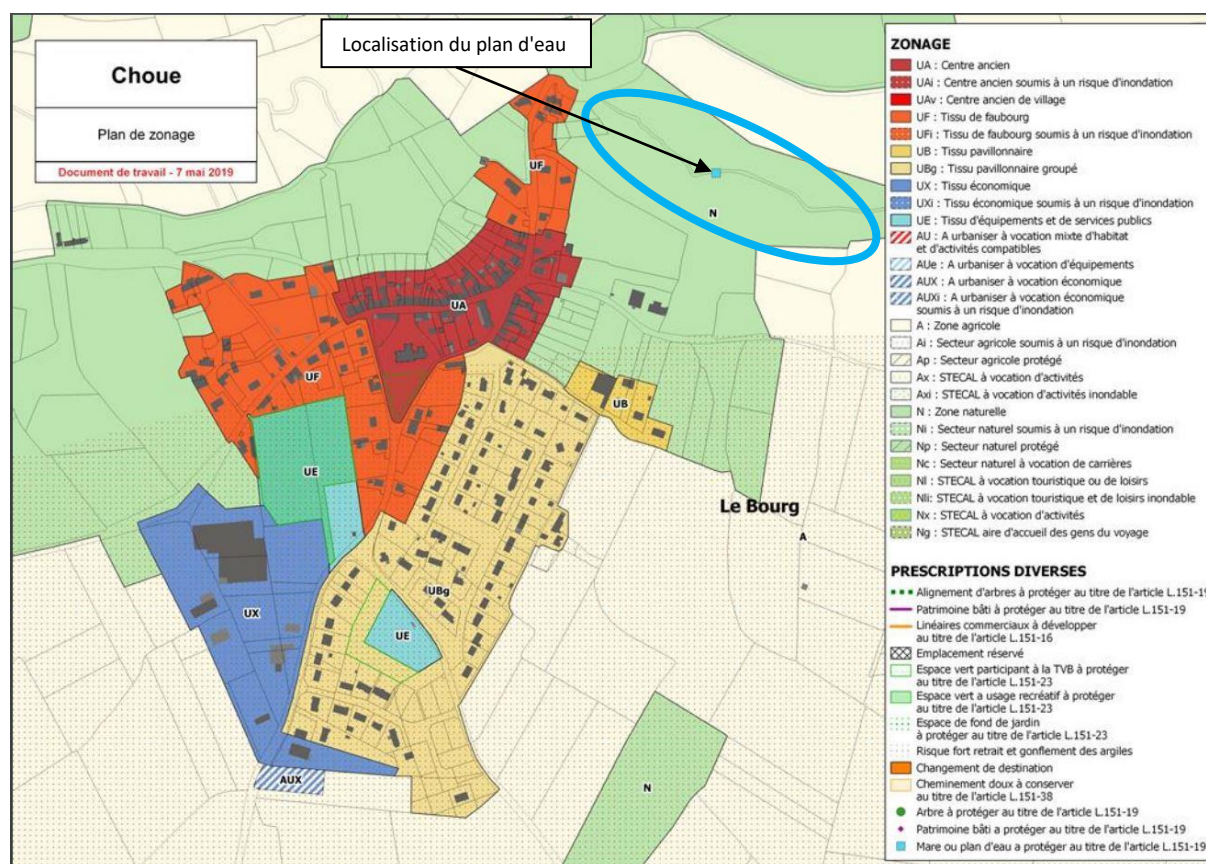 Choue
Plan de zonage
Document de travail - 7 mai 2019
Localisation du plan d'eau
UF
N
UA
UF
UB
UE
Le Bourg
A
UBg
UX
UE
AUX
N
ZONAGE
UA : Centre ancien
UAi : Centre ancien soumis à un risque d'inondation
UAv : Centre ancien de village
UF : Tissu de faubourg
UFi : Tissu de faubourg soumis à un risque d'inondation
UB : Tissu pavillonnaire
UBg : Tissu pavillonnaire groupé
UX : Tissu économique
UXi : Tissu économique soumis à un risque d'inondation
UE : Tissu d'équipements et de services publics
AU : A urbaniser à vocation mixte d'habitat
et d'activités compatibles
AUe : A urbaniser à vocation d'équipements
AUX : A urbaniser à vocation économique
AUXi : A urbaniser à vocation économique
soumis à un risque d'inondation
A : Zone agricole
Ai : Secteur agricole soumis à un risque d'inondation
Ap : Secteur agricole protégé
Ax : STECAL à vocation d'activités
Axi : STECAL à vocation d'activités inondable
N : Zone naturelle
Ni : Secteur naturel soumis à un risque d'inondation
Np : Secteur naturel protégé
Nc : Secteur naturel à vocation de carrières
Nl : STECAL à vocation touristique ou de loisirs
Nli: STECAL à vocation touristique et de loisirs inondable
Nx : STECAL à vocation d'activités
Ng : STECAL aire d'accueil des gens du voyage
PRESCRIPTIONS DIVERSES
Alignement d'arbres à protéger au titre de l'article L.151-19
Patrimoine bâti à protéger au titre de l'article L.151-19
Linéaires commerciaux à développer
au titre de l'article L.151-16
Emplacement réservé
Espace vert participant à la TVB à protéger
au titre de l'article L.151-23
Espace vert a usage recréatif à protéger
au titre de l'article L.151-23
Espace de fond de jardin
à protéger au titre de l'article L.151-23
Risque fort retrait et gonflement des argiles
Changement de destination
Cheminement doux à conserver
au titre de l'article L.151-38
Arbre à protéger au titre de l'article L.151-19
Patrimoine bâti a protéger au titre de l'article L.151-19
Mare ou plan d'eau a protéger au titre de l'article L.151-19